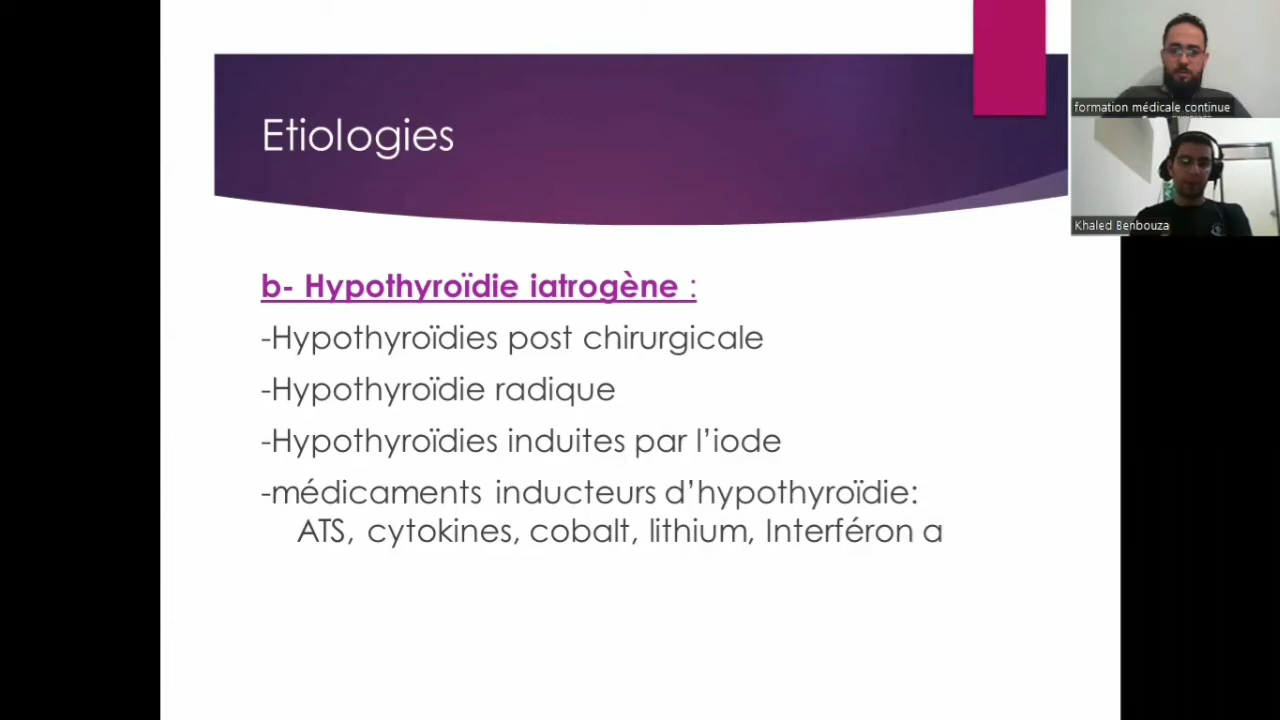 Etiologies
b- Hypothyroïdie iatrogène :
-Hypothyroïdies post chirurgicale
-Hypothyroïdie radique
-Hypothyroïdies induites par l’iode
-médicaments inducteurs d’hypothyroïdie:
ATS, cytokines, cobalt, lithium, Interféron a
formation médicale continue
Khaled Benbouza